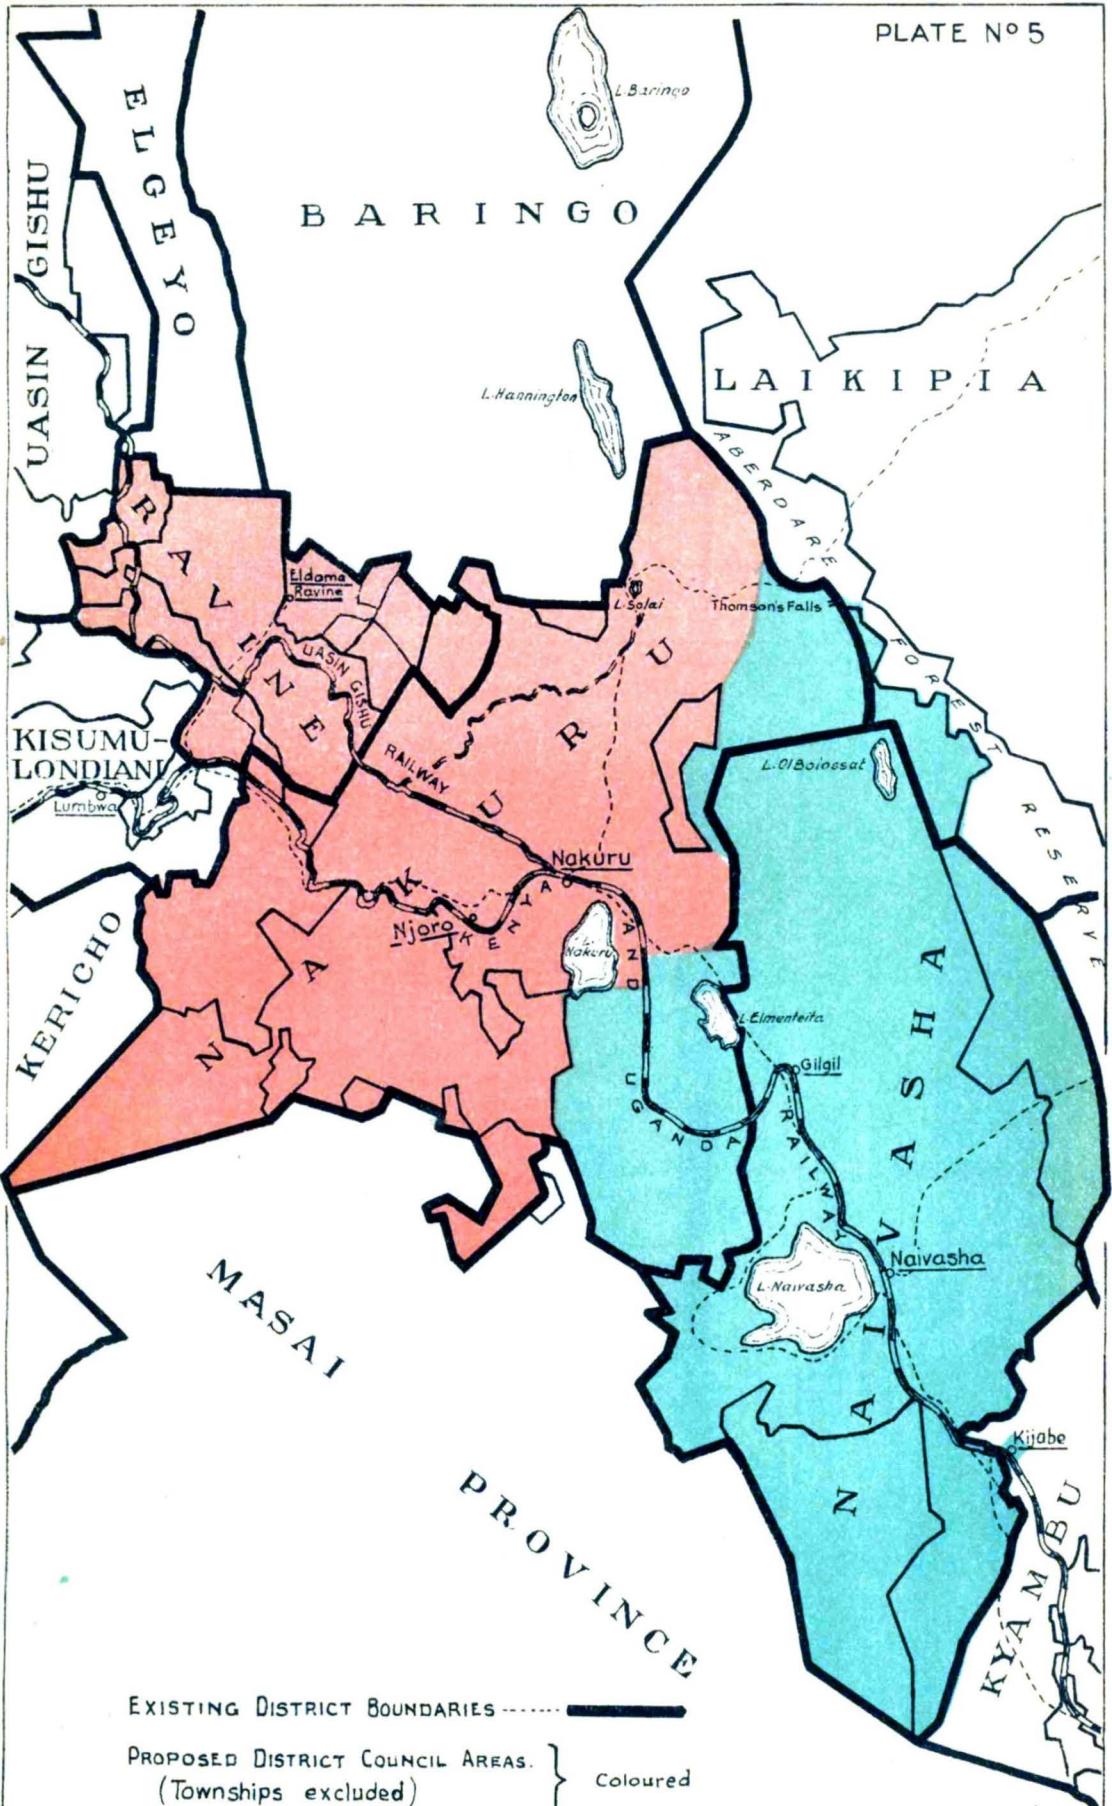 PLATE Nº 5
L. Baringo
ELGEYO
UASIN GISHU
BARINGO
UASIN
LAIKIPIA
L. Hannington
ABERDARE
FOREST
RESERVE
RAVINE
Eldama
Ravine
L. Solai
Thomson's Falls
UASIN GISHU
RAILWAY
KISUMU-
LONDIANI
Lumbwa
L. Ol Bolossat
NAKURU
Nakuru
Njoro
KENYA AND UGANDA RAILWAY
L. Nakuru
L. Elmenteita
KERICHO
Gilgil
NAIVASHA
Naivasha
L. Naivasha
MASAI
PROVINCE
Kijabe
KYAMBU
EXISTING DISTRICT BOUNDARIES
PROPOSED DISTRICT COUNCIL AREAS.
(Townships excluded)
Coloured